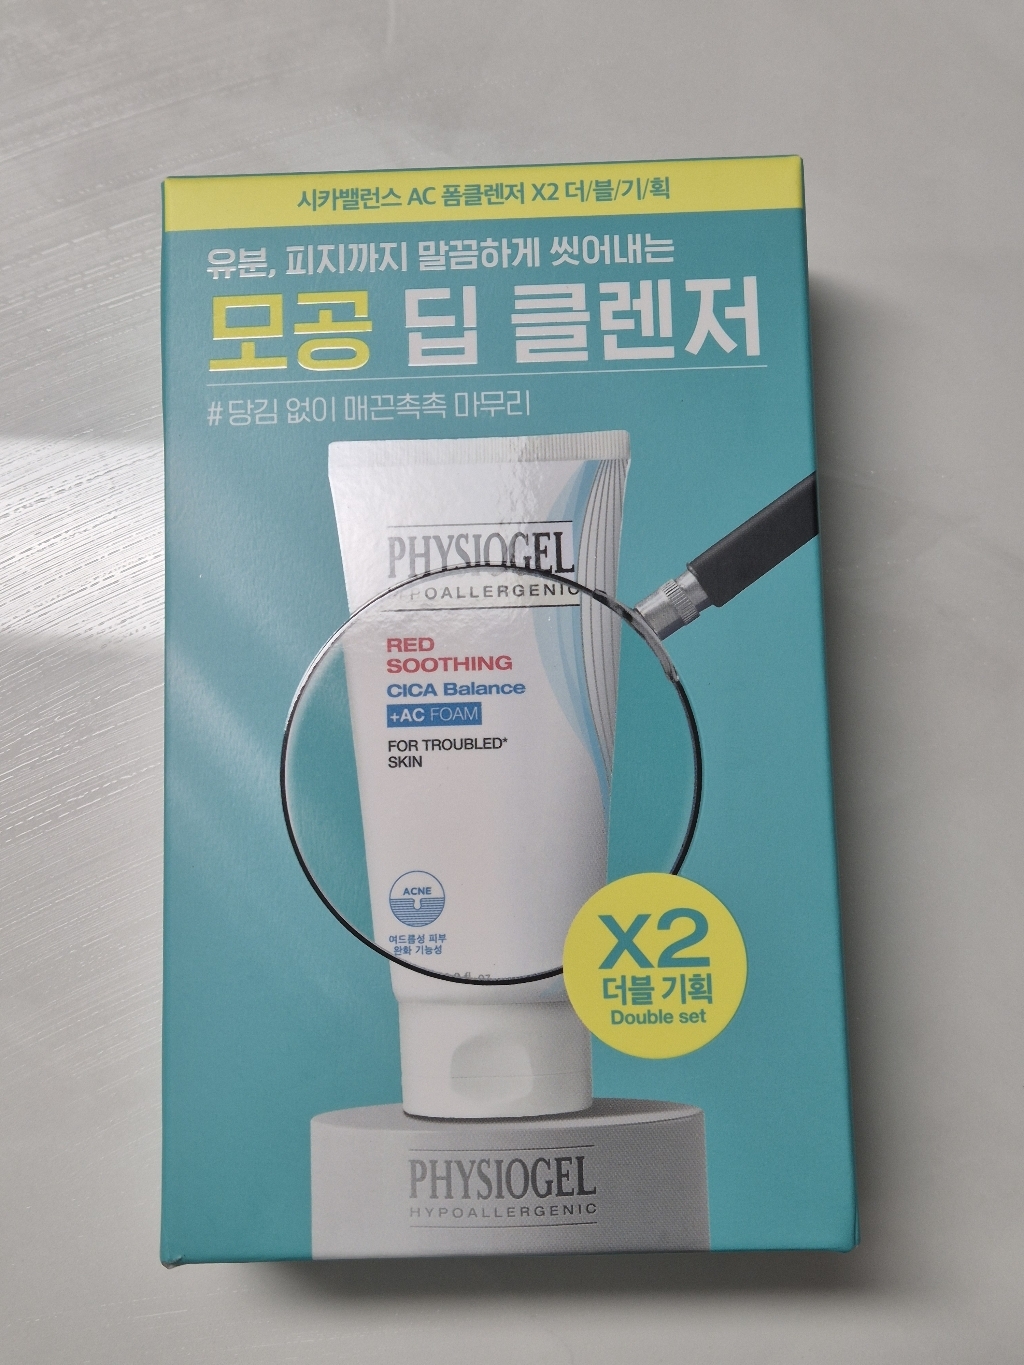 시카밸런스 AC 폼클렌저 X2 더/블/기/획
유분, 피지까지 말끔하게 씻어내는
모공 딥 클렌저
# 당김 없이 매끈촉촉 마무리
PHYSIOGEL
HYPOALLERGENIC
RED
SOOTHING
CICA Balance
+AC FOAM
FOR TROUBLED*
SKIN
ACNE
여드름성 피부
완화 기능성
X2
더블 기획
Double set
PHYSIOGEL
HYPOALLERGENIC